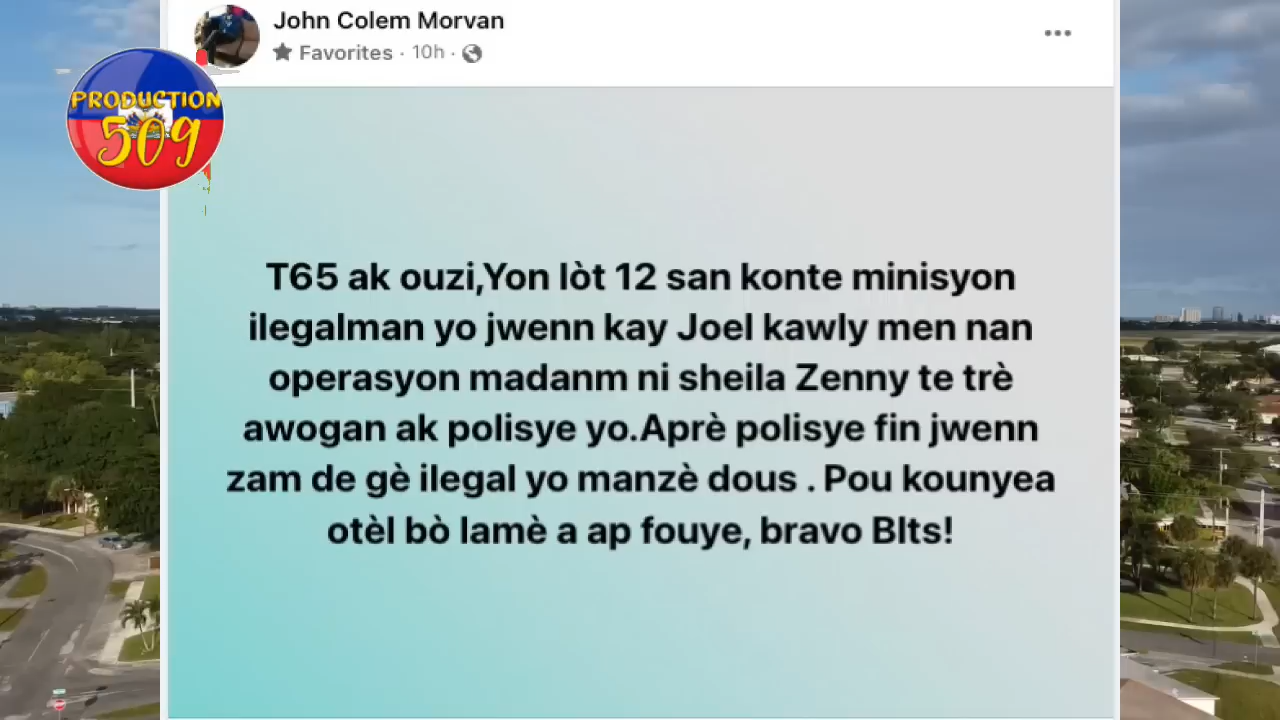 John Colem Morvan
Favorites · 10h ·
PRODUCTION
509
T65 ak ouzi,Yon lòt 12 san konte minisyon
ilegalman yo jwenn kay Joel kawly men nan
operasyon madanm ni sheila Zenny te trè
awogan ak polisye yo.Aprè polisye fin jwenn
zam de gè ilegal yo manzè dous . Pou kounyea
otèl bò lamè a ap fouye, bravo Blts!